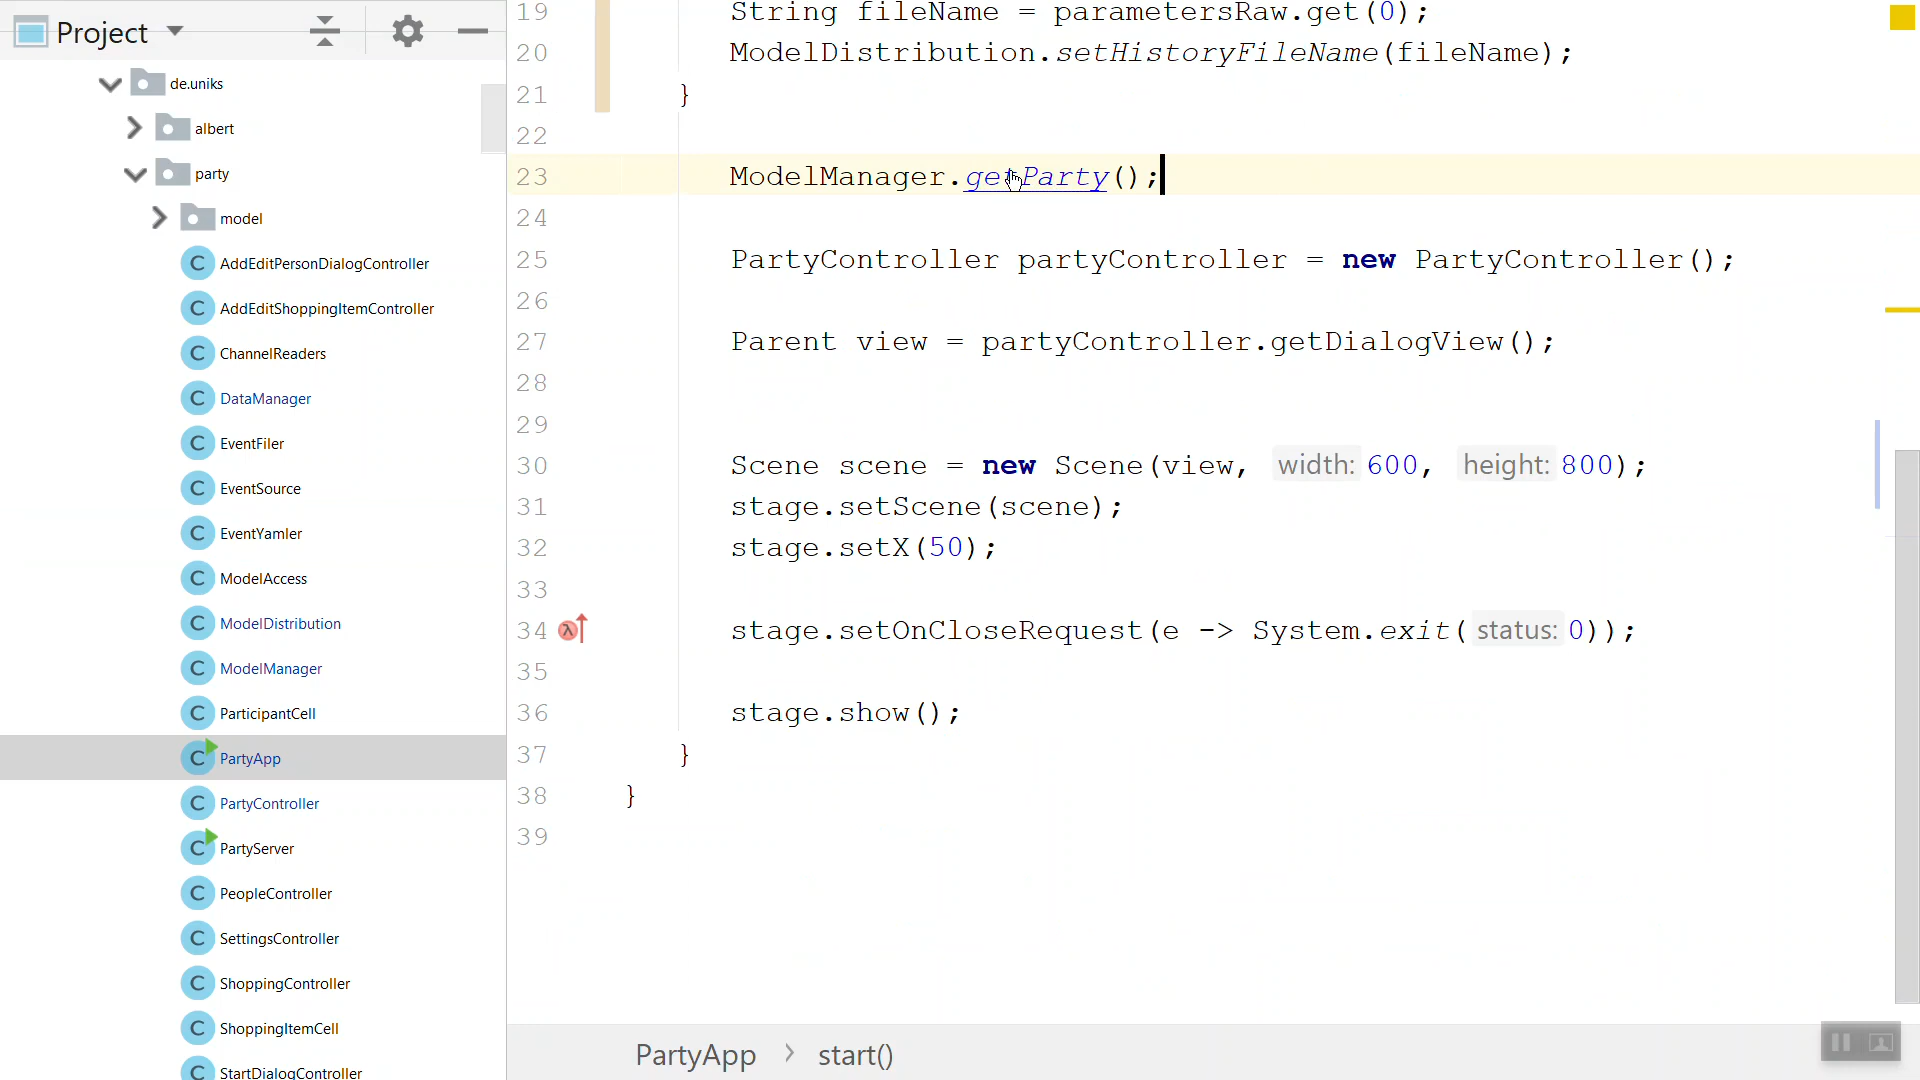 Project
de.uniks
albert
party
model
AddEditPersonDialogController
AddEditShoppingItemController
ChannelReaders
DataManager
EventFiler
EventSource
EventYamler
ModelAccess
ModelDistribution
ModelManager
ParticipantCell
PartyApp
PartyController
PartyServer
PeopleController
SettingsController
ShoppingController
ShoppingItemCell
StartDialogController
19 String fileName = parametersRaw.get(0);
20 ModelDistribution.setHistoryFileName(fileName);
21 }
22
23 ModelManager.getParty();
24
25 PartyController partyController = new PartyController();
26
27 Parent view = partyController.getDialogView();
28
29
30 Scene scene = new Scene(view, width: 600, height: 800);
31 stage.setScene(scene);
32 stage.setX(50);
33
34 stage.setOnCloseRequest(e -> System.exit( status: 0));
35
36 stage.show();
37 }
38 }
39
PartyApp > start()